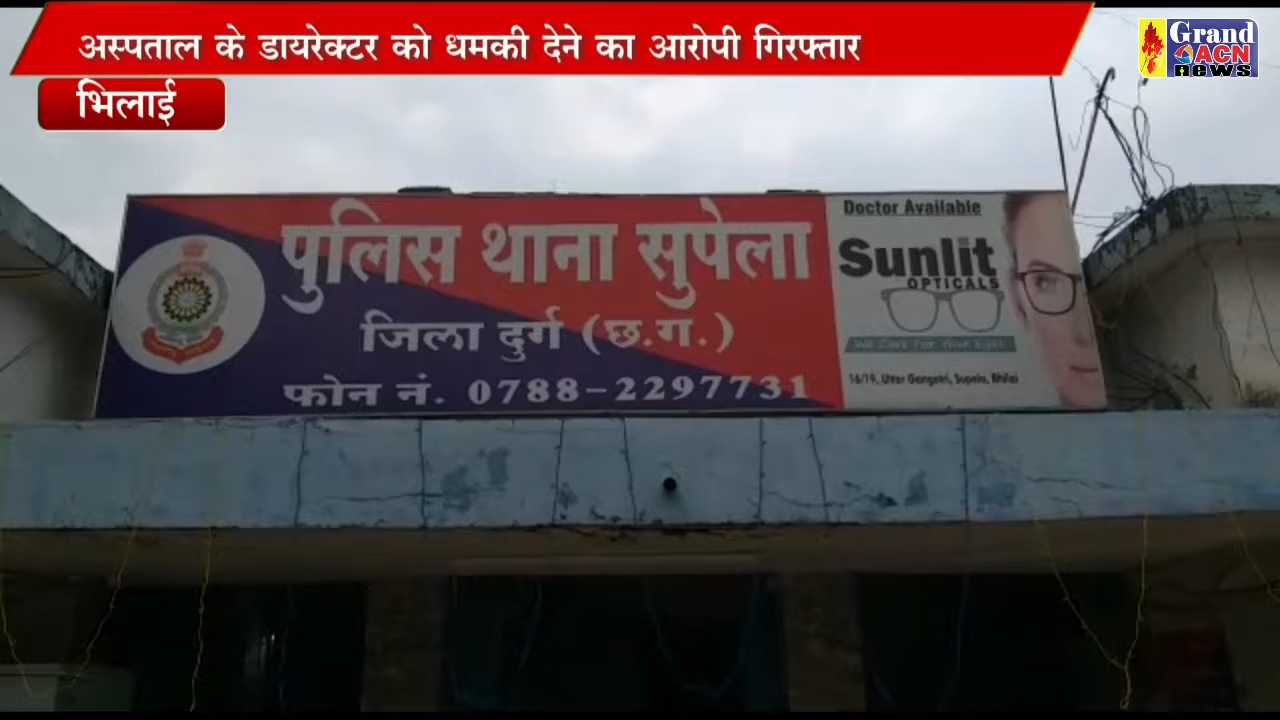 अस्पताल के डायरेक्टर को धमकी देने का आरोपी गिरफ्तार
Grand
ACN
news
भिलाई
पुलिस थाना सुपेला
जिला दुर्ग (छ.ग.)
फोन नं. 0788-2297731
Doctor Available
Sunlit
OPTICALS
We Care For Your Eyes
16/19, Uttar Gangotri, Supela, Bhilai